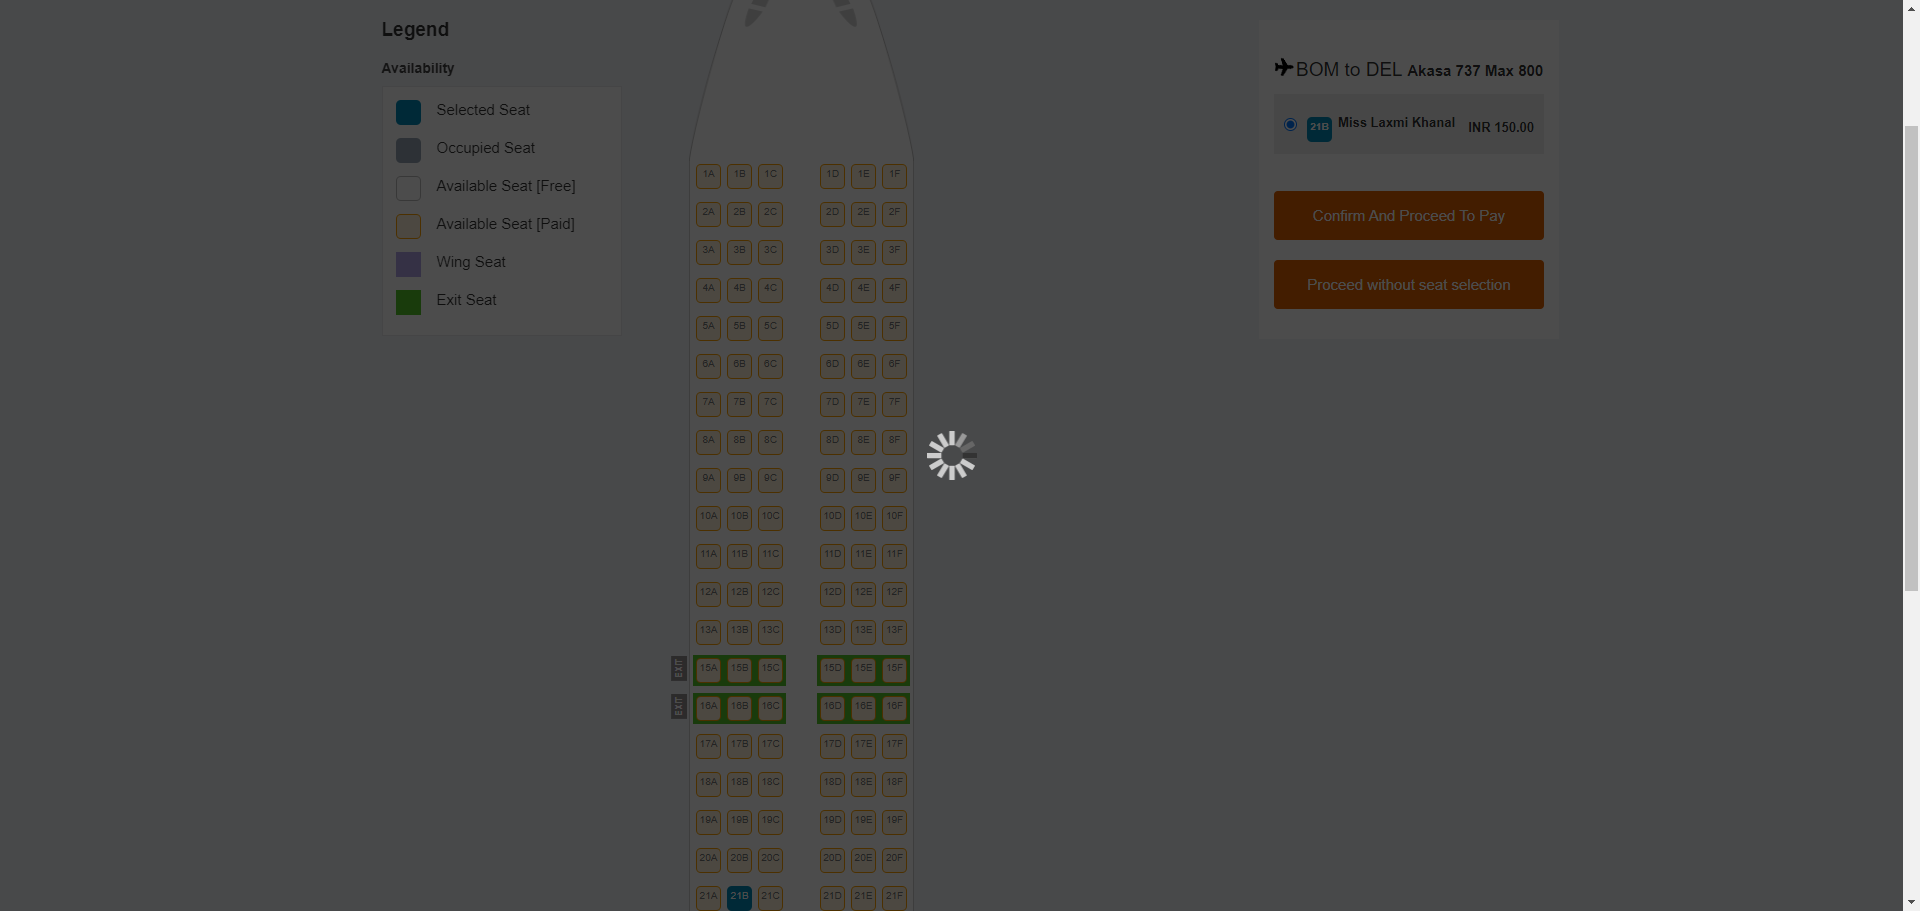 Legend
Availability
Selected Seat
Occupied Seat
Available Seat [Free]
Available Seat [Paid]
Wing Seat
Exit Seat
1A 1B 1C 1D 1E 1F
2A 2B 2C 2D 2E 2F
3A 3B 3C 3D 3E 3F
4A 4B 4C 4D 4E 4F
5A 5B 5C 5D 5E 5F
6A 6B 6C 6D 6E 6F
7A 7B 7C 7D 7E 7F
8A 8B 8C 8D 8E 8F
9A 9B 9C 9D 9E 9F
10A 10B 10C 10D 10E 10F
11A 11B 11C 11D 11E 11F
12A 12B 12C 12D 12E 12F
13A 13B 13C 13D 13E 13F
EXIT 15A 15B 15C 15D 15E 15F
EXIT 16A 16B 16C 16D 16E 16F
17A 17B 17C 17D 17E 17F
18A 18B 18C 18D 18E 18F
19A 19B 19C 19D 19E 19F
20A 20B 20C 20D 20E 20F
21A 21B 21C 21D 21E 21F
BOM to DEL Akasa 737 Max 800
21B Miss Laxmi Khanal INR 150.00
Confirm And Proceed To Pay
Proceed without seat selection